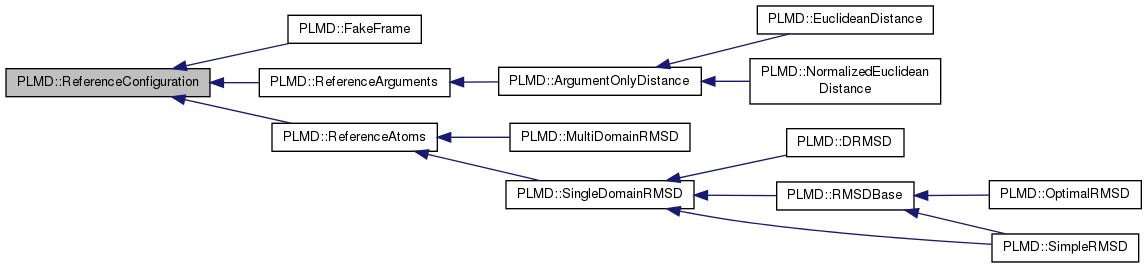 PLMD::EuclideanDistance
PLMD::FakeFrame
PLMD::ReferenceConfiguration
PLMD::ReferenceArguments
PLMD::ArgumentOnlyDistance
PLMD::NormalizedEuclidean
Distance
PLMD::ReferenceAtoms
PLMD::MultiDomainRMSD
PLMD::DRMSD
PLMD::SingleDomainRMSD
PLMD::RMSDBase
PLMD::OptimalRMSD
PLMD::SimpleRMSD